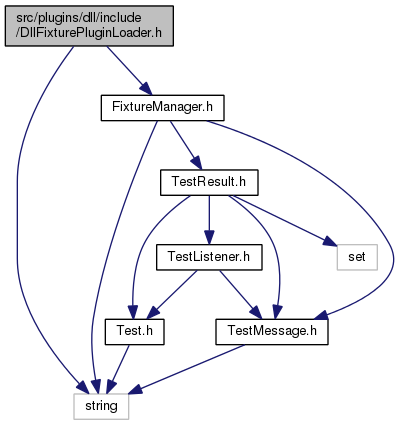 src/plugins/dll/include
/DllFixturePluginLoader.h
FixtureManager.h
TestResult.h
TestListener.h
set
Test.h
TestMessage.h
string